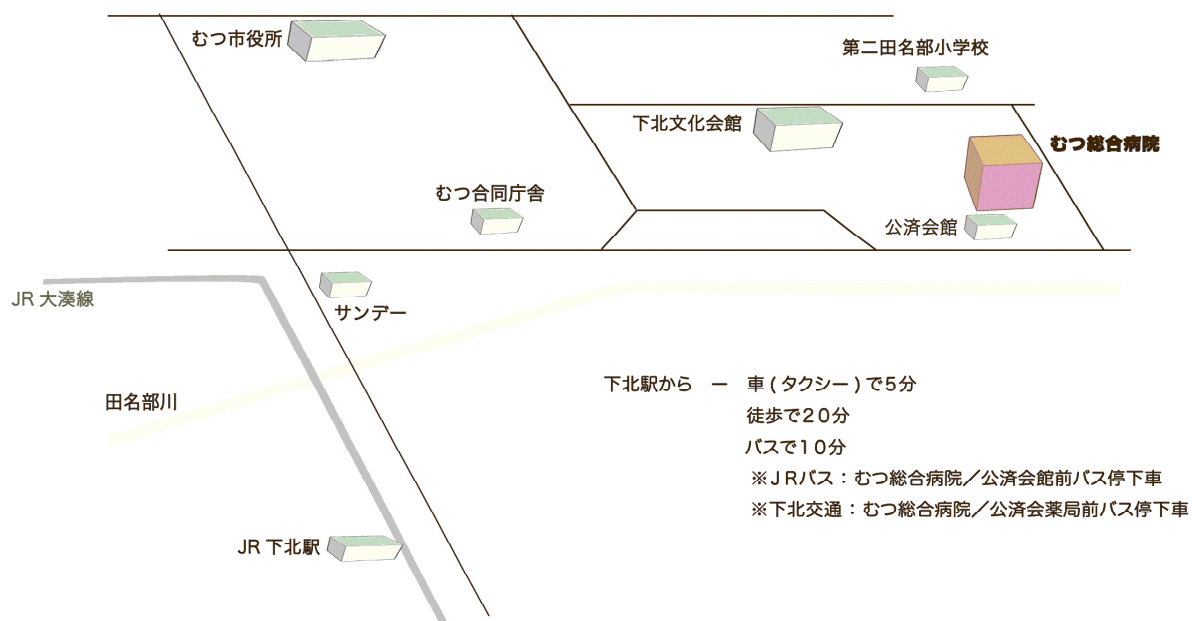 むつ市役所
第二田名部小学校
下北文化会館
むつ総合病院
むつ合同庁舎
公済会館
JR 大湊線
サンデー
田名部川
下北駅から ー 車(タクシー)で5分
徒歩で20分
バスで10分
※JRバス:むつ総合病院/公済会館前バス停下車
※下北交通:むつ総合病院/公済会薬局前バス停下車
JR 下北駅